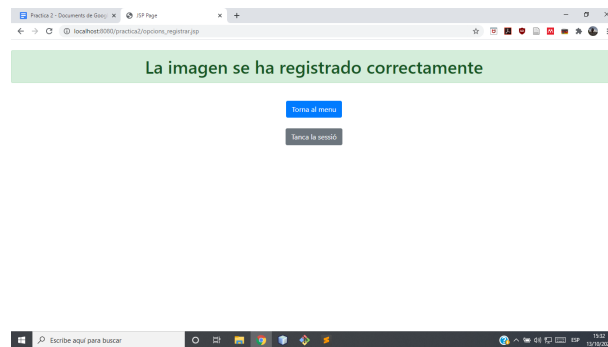 Practica 2 - Documents de Goog
JSP Page
localhost:8080/practica2/opcions_registrar.jsp
La imagen se ha registrado correctamente
Torna al menu
Tanca la sessió
Escribe aquí para buscar
ESP
15:32